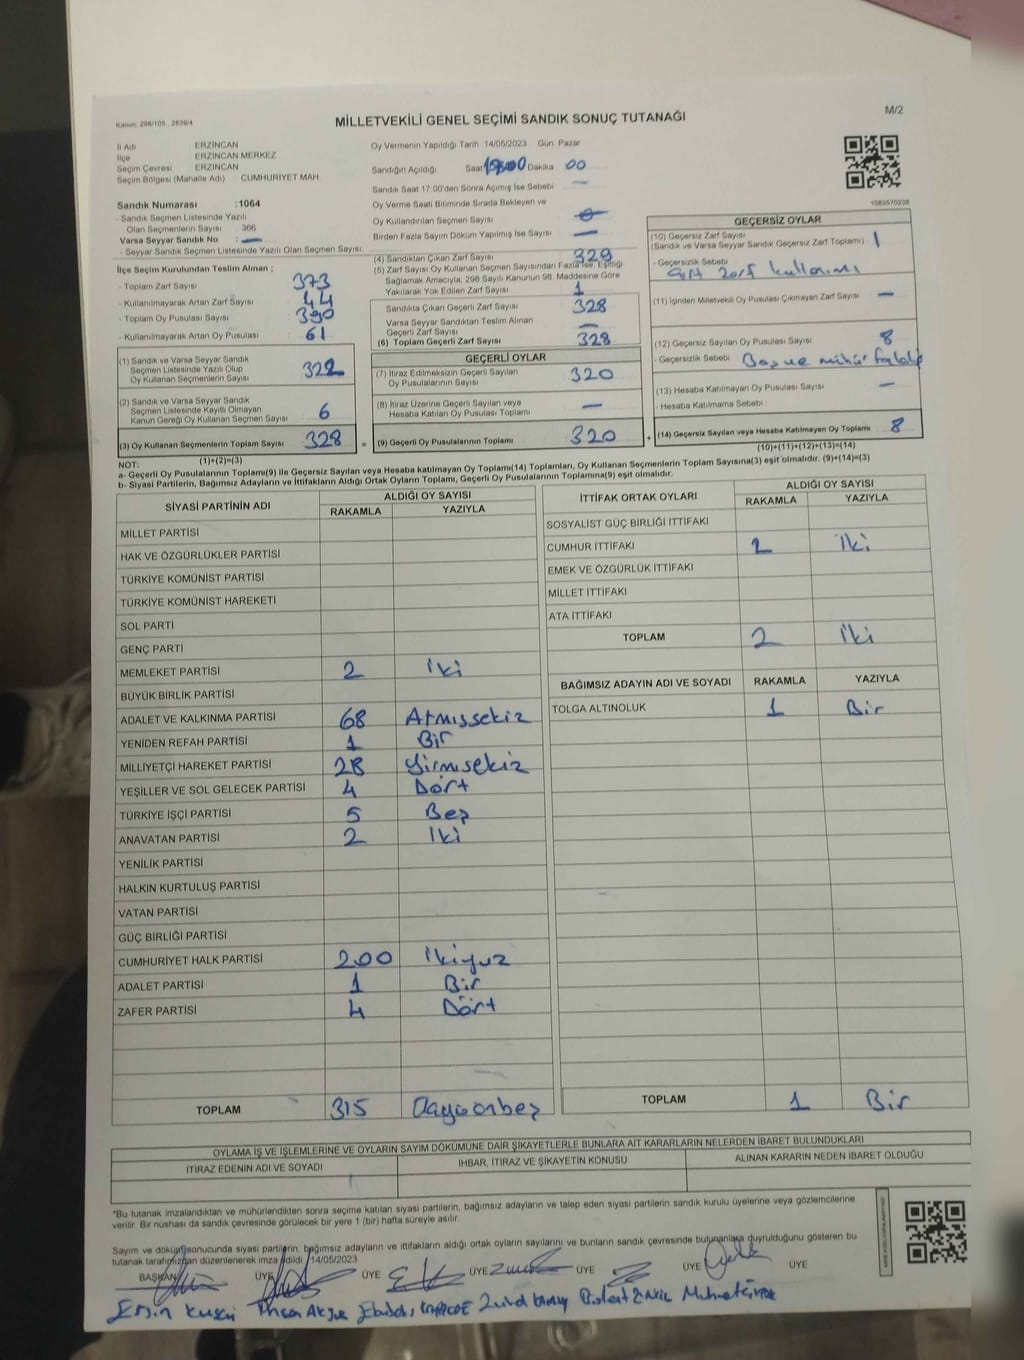 Kanun: 298/105 , 2839/4
MİLLETVEKİLİ GENEL SEÇİMİ SANDIK SONUÇ TUTANAĞI
M/2
İl Adı ERZİNCAN
İlçe ERZİNCAN MERKEZ
Seçim Çevresi ERZİNCAN
Seçim Bölgesi (Mahalle Adı) CUMHURİYET MAH.
Sandık Numarası :1064
- Sandık Seçmen Listesinde Yazılı
Olan Seçmenlerin Sayısı : 366
Varsa Seyyar Sandık No : —
- Seyyar Sandık Seçmen Listesinde Yazılı Olan Seçmen Sayısı:
İlçe Seçim Kurulundan Teslim Alınan ;
- Toplam Zarf Sayısı : 373
- Kullanılmayarak Artan Zarf Sayısı : 44
- Toplam Oy Pusulası Sayısı : 390
- Kullanılmayarak Artan Oy Pusulası : 61
(1) Sandık ve Varsa Seyyar Sandık
Seçmen Listesinde Yazılı Olup
Oy Kullanan Seçmenlerin Sayısı 322
(2) Sandık ve Varsa Seyyar Sandık
Seçmen Listesinde Kayıtlı Olmayan
Kanun Gereği Oy Kullanan Seçmen Sayısı 6
(3) Oy Kullanan Seçmenlerin Toplam Sayısı 328
(1)+(2)=(3)
Oy Vermenin Yapıldığı Tarih 14/05/2023 Gün: Pazar
Sandığın Açıldığı Saat Dakika 00
Sandık Saat 17:00'den Sonra Açılmış İse Sebebi —
Oy Verme Saati Bitiminde Sırada Bekleyen ve
Oy Kullandırılan Seçmen Sayısı
Birden Fazla Sayım Döküm Yapılmış İse Sayısı —
(4) Sandıktan Çıkan Zarf Sayısı 329
(5) Zarf Sayısı Oy Kullanan Seçmen Sayısından Fazla ise, Eşitliği
Sağlamak Amacıyla, 298 Sayılı Kanunun 98. Maddesine Göre
Yakılarak Yok Edilen Zarf Sayısı 1
Sandıkta Çıkan Geçerli Zarf Sayısı 328
Varsa Seyyar Sandıktan Teslim Alınan
Geçerli Zarf Sayısı —
(6) Toplam Geçerli Zarf Sayısı 328
GEÇERLİ OYLAR
(7) İtiraz Edilmeksizin Geçerli Sayılan
Oy Pusulalarının Sayısı 320
(8) İtiraz Üzerine Geçerli Sayılan veya
Hesaba Katılan Oy Pusulası Toplamı —
= (9) Geçerli Oy Pusulalarının Toplamı 320 +
1083570238
GEÇERSİZ OYLAR
(10) Geçersiz Zarf Sayısı
(Sandık ve Varsa Seyyar Sandık Geçersiz Zarf Toplamı) 1
- Geçersizlik Sebebi
zarf kullanımı
(11) İçinden Milletvekili Oy Pusulası Çıkmayan Zarf Sayısı —
(12) Geçersiz Sayılan Oy Pusulası Sayısı 8
- Geçersizlik Sebebi Boş ve mühür
(13) Hesaba Katılmayan Oy Pusulası Sayısı —
- Hesaba Katılmama Sebebi
(14) Geçersiz Sayılan veya Hesaba Katılmayan Oy Toplamı 8
(10)+(11)+(12)+(13)=(14)
NOT:
a- Geçerli Oy Pusulalarının Toplamı(9) ile Geçersiz Sayılan veya Hesaba Katılmayan Oy Toplamı(14) Toplamları, Oy Kullanan Seçmenlerin Toplam Sayısına(3) eşit olmalıdır. (9)+(14)=(3)
b- Siyasi Partilerin, Bağımsız Adayların ve İttifakların Aldığı Ortak Oyların Toplamı, Geçerli Oy Pusulalarının Toplamına(9) eşit olmalıdır.
SİYASİ PARTİNİN ADI ALDIĞI OY SAYISI
RAKAMLA YAZIYLA
MİLLET PARTİSİ
HAK VE ÖZGÜRLÜKLER PARTİSİ
TÜRKİYE KOMÜNİST PARTİSİ
TÜRKİYE KOMÜNİST HAREKETİ
SOL PARTİ
GENÇ PARTİ
MEMLEKET PARTİSİ 2 iki
BÜYÜK BİRLİK PARTİSİ
ADALET VE KALKINMA PARTİSİ 68 Atmışsekiz
YENİDEN REFAH PARTİSİ 1 Bir
MİLLİYETÇİ HAREKET PARTİSİ 28 Yirmisekiz
YEŞİLLER VE SOL GELECEK PARTİSİ 4 Dört
TÜRKİYE İŞÇİ PARTİSİ 5 Beş
ANAVATAN PARTİSİ 2 iki
YENİLİK PARTİSİ
HALKIN KURTULUŞ PARTİSİ
VATAN PARTİSİ
GÜÇ BİRLİĞİ PARTİSİ
CUMHURİYET HALK PARTİSİ 200 ikiyuz
ADALET PARTİSİ 1 Bir
ZAFER PARTİSİ 4 Dört
TOPLAM 315
İTTİFAK ORTAK OYLARI ALDIĞI OY SAYISI
RAKAMLA YAZIYLA
SOSYALİST GÜÇ BİRLİĞİ İTTİFAKI
CUMHUR İTTİFAKI 2 iki
EMEK VE ÖZGÜRLÜK İTTİFAKI
MİLLET İTTİFAKI
ATA İTTİFAKI
TOPLAM 2 iki
BAĞIMSIZ ADAYIN ADI VE SOYADI RAKAMLA YAZIYLA
TOLGA ALTINOLUK 1 Bir
TOPLAM 1 Bir
OYLAMA İŞ VE İŞLEMLERİNE VE OYLARIN SAYIM DÖKÜMÜNE DAİR ŞİKAYETLERLE BUNLARA AİT KARARLARIN NELERDEN İBARET BULUNDUKLARI
İTİRAZ EDENİN ADI VE SOYADI İHBAR, İTİRAZ VE ŞİKAYETİN KONUSU ALINAN KARARIN NEDEN İBARET OLDUĞU
*Bu tutanak imzalandıktan ve mühürlendikten sonra seçime katılan siyasi partilerin, bağımsız adayların ve talep eden siyasi partilerin sandık kurulu üyelerine veya gözlemcilerine
verilir. Bir nüshası da sandık çevresinde görülecek bir yere 1 (bir) hafta süreyle asılır.
Sayım ve döküm sonucunda siyasi partilerin, bağımsız adayların ve ittifakların aldığı ortak oyların sayılarını ve bunların sandık çevresinde bulunanlara duyrulduğunu gösteren bu
tutanak tarafımızdan düzenlenerek imza edildi. 14/05/2023
BAŞKAN ÜYE ÜYE ÜYE ÜYE ÜYE ÜYE